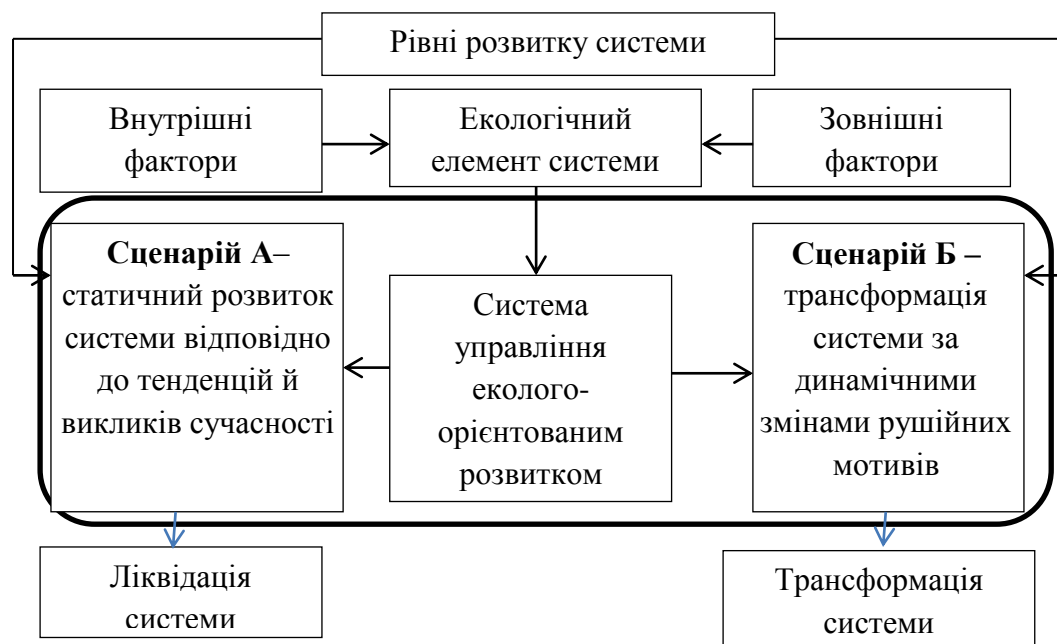 Рівні розвитку системи
Внутрішні
фактори
Екологічний
елемент системи
Зовнішні
фактори
Сценарій А–
статичний розвиток
системи відповідно
до тенденцій й
викликів сучасності
Система
управління
еколого-
орієнтованим
розвитком
Сценарій Б –
трансформація
системи за
динамічними
змінами рушійних
мотивів
Ліквідація
системи
Трансформація
системи